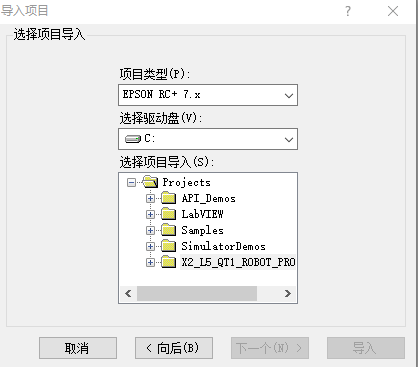 导入项目
选择项目导入
项目类型(P):
EPSON RC+ 7.x
选择驱动盘(V):
C:
选择项目导入(S):
Projects
API_Demos
LabVIEW
Samples
SimulatorDemos
X2_L5_QT1_ROBOT_PRO
取消
< 向后(B)
下一个(N) >
导入